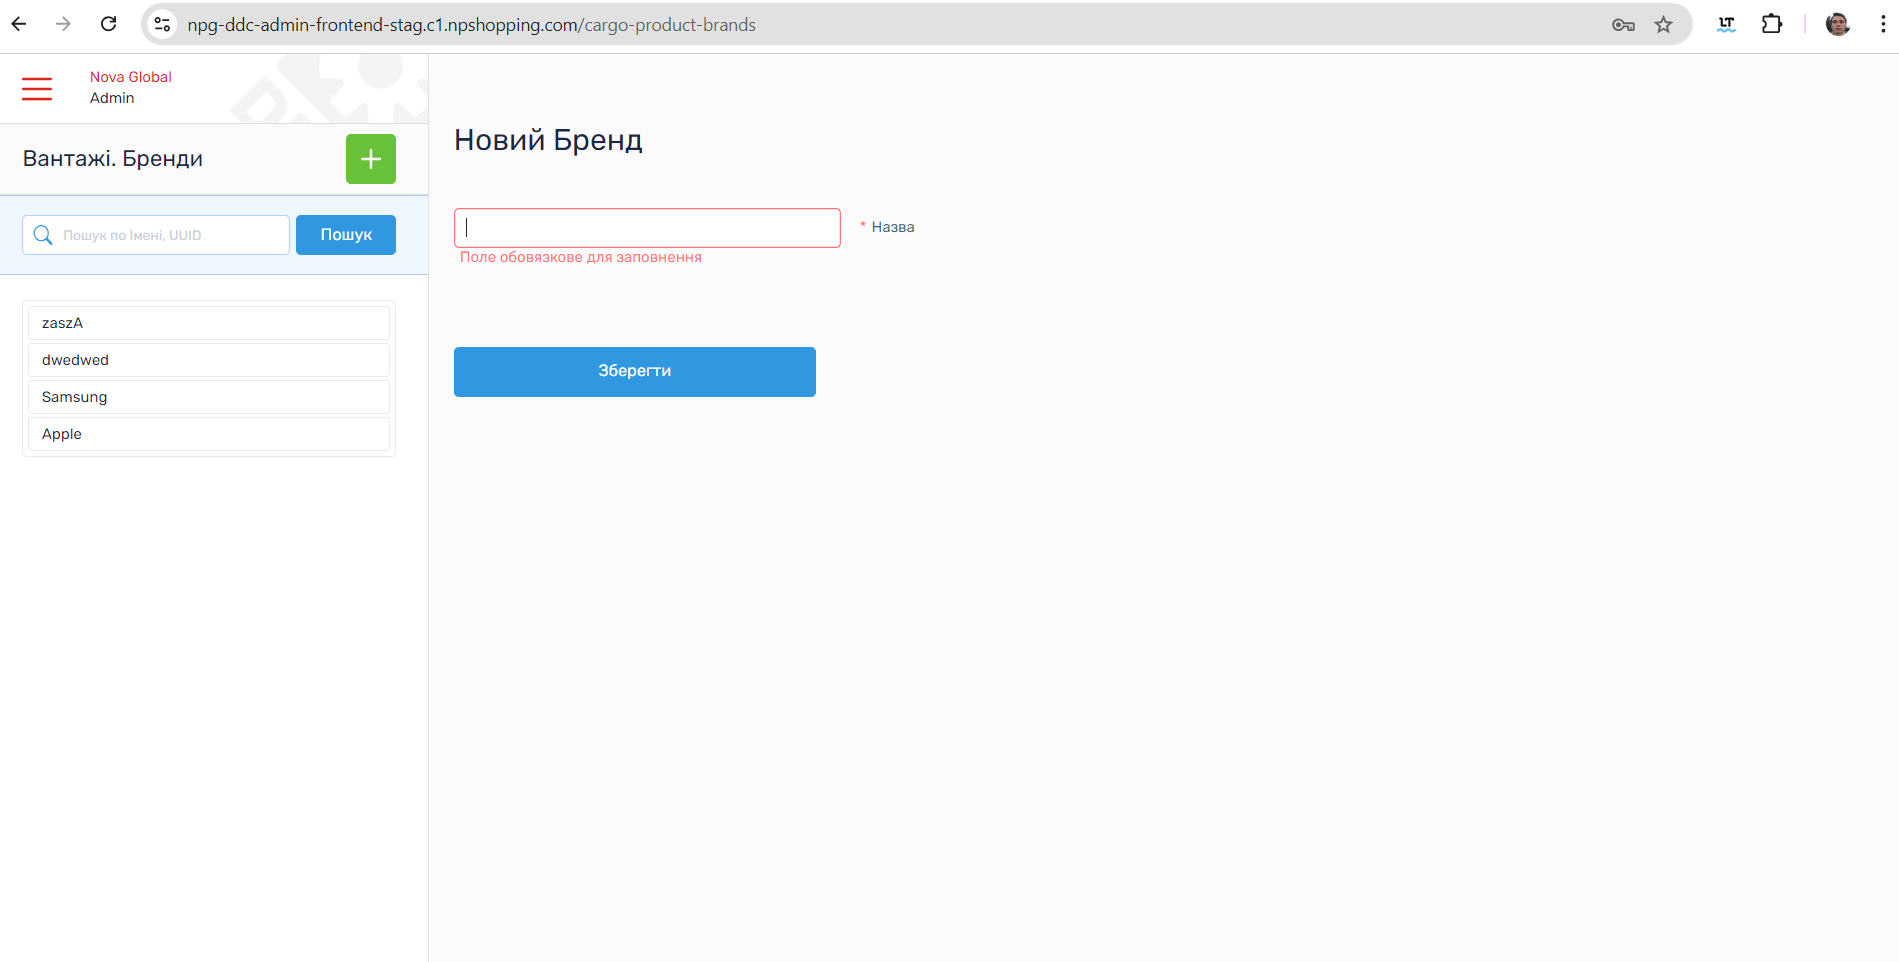 npg-ddc-admin-frontend-stag.c1.npshopping.com/cargo-product-brands
LT
Nova Global
Admin
Вантажі. Бренди
Пошук по Імені, UUID
Пошук
zaszA
dwedwed
Samsung
Apple
Новий Бренд
* Назва
Поле обовязкове для заповнення
Зберегти